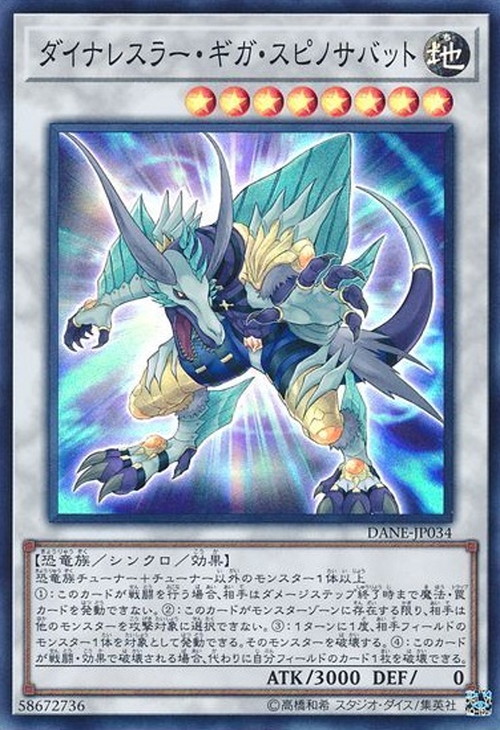 ダイナレスラー・ギガ・スピノサバット
地
DANE-JP034
【恐竜族／シンクロ／効果】
恐竜族チューナー＋チューナー以外のモンスター1体以上
①：このカードが戦闘を行う場合、相手はダメージステップ終了時まで魔法・罠
カードを発動できない。②：このカードがモンスターゾーンに存在する限り、相手は
他のモンスターを攻撃対象に選択できない。③：1ターンに1度、相手フィールドの
モンスター1体を対象として発動できる。そのモンスターを破壊する。④：このカード
が戦闘・効果で破壊される場合、代わりに自分フィールドのカード1枚を破壊できる。
ATK/3000 DEF/ 0
58672736
©高橋和希 スタジオ・ダイス/集英社